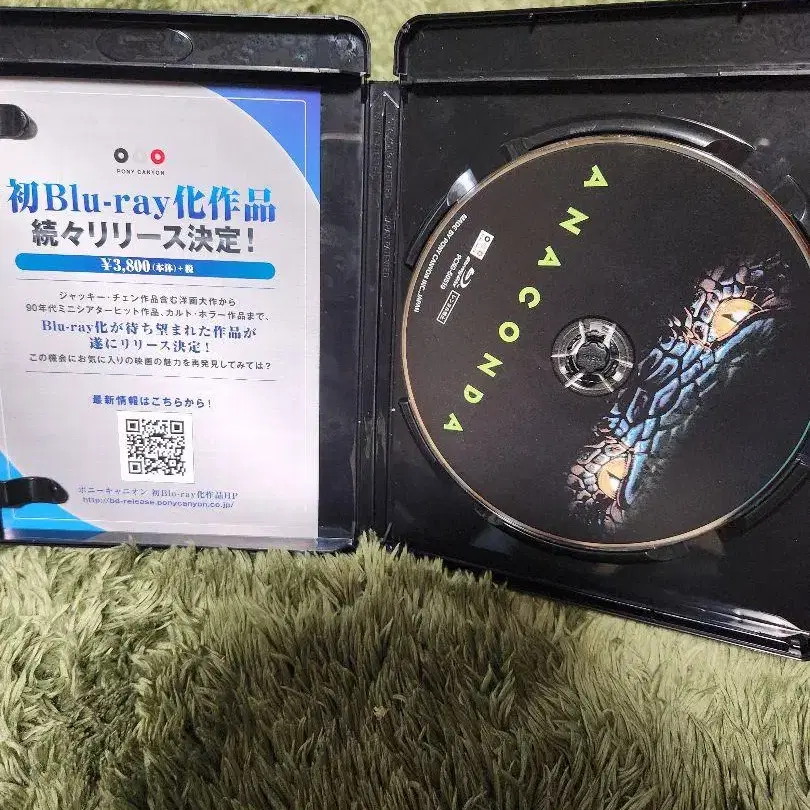 PONY CANYON
初Blu-ray化作品
続々リリース決定！
¥3,800（本体）+税
ジャッキー・チェン作品含む洋画大作から
90年代ミニシアターヒット作品、カルト・ホラー作品まで、
Blu-ray化が待ち望まれた作品が
遂にリリース決定！
この機会にお気に入りの映画の魅力を再発見してみては？
最新情報はこちらから！
ポニーキャニオン 初Blu-ray化作品HP
http://bd-release.ponycanyon.co.jp/
ANACONDA
MADE BY PONY CANYON INC. JAPAN